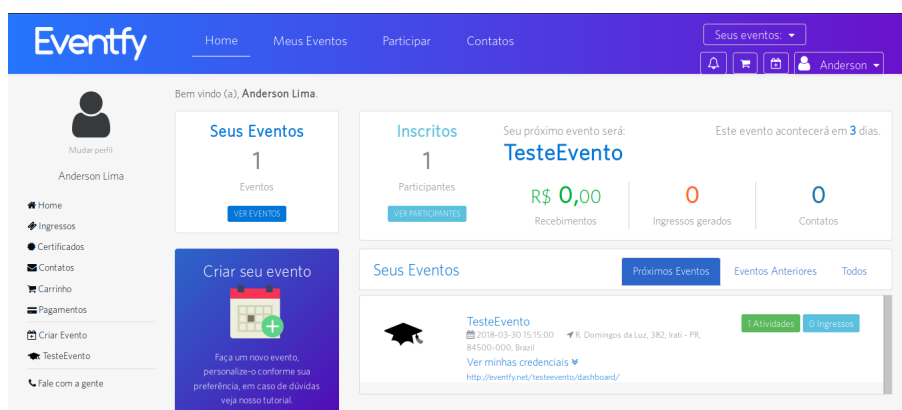 Eventfy
Home
Meus Eventos
Participar
Contatos
Seus eventos:
Anderson
Mudar perfil
Anderson Lima
Home
Ingressos
Certificados
Contatos
Carrinho
Pagamentos
Criar Evento
TesteEvento
Fale com a gente
Bem vindo (a), Anderson Lima.
Seus Eventos
1
Eventos
VER EVENTOS
Inscritos
1
Participantes
VER PARTICIPANTES
Seu próximo evento será:
TesteEvento
Este evento acontecerá em 3 dias.
R$ 0,00
Recebimentos
0
Ingressos gerados
0
Contatos
Criar seu evento
Faça um novo evento,
personalize-o conforme sua
preferência, em caso de dúvidas
veja nosso tutorial.
Seus Eventos
Próximos Eventos
Eventos Anteriores
Todos
TesteEvento
2018-03-30 15:15:00 R. Domingos da Luz, 382, Irati - PR,
84500-000, Brazil
Ver minhas credenciais
http://eventfy.net/testeevento/dashboard/
1 Atividades
0 Ingressos